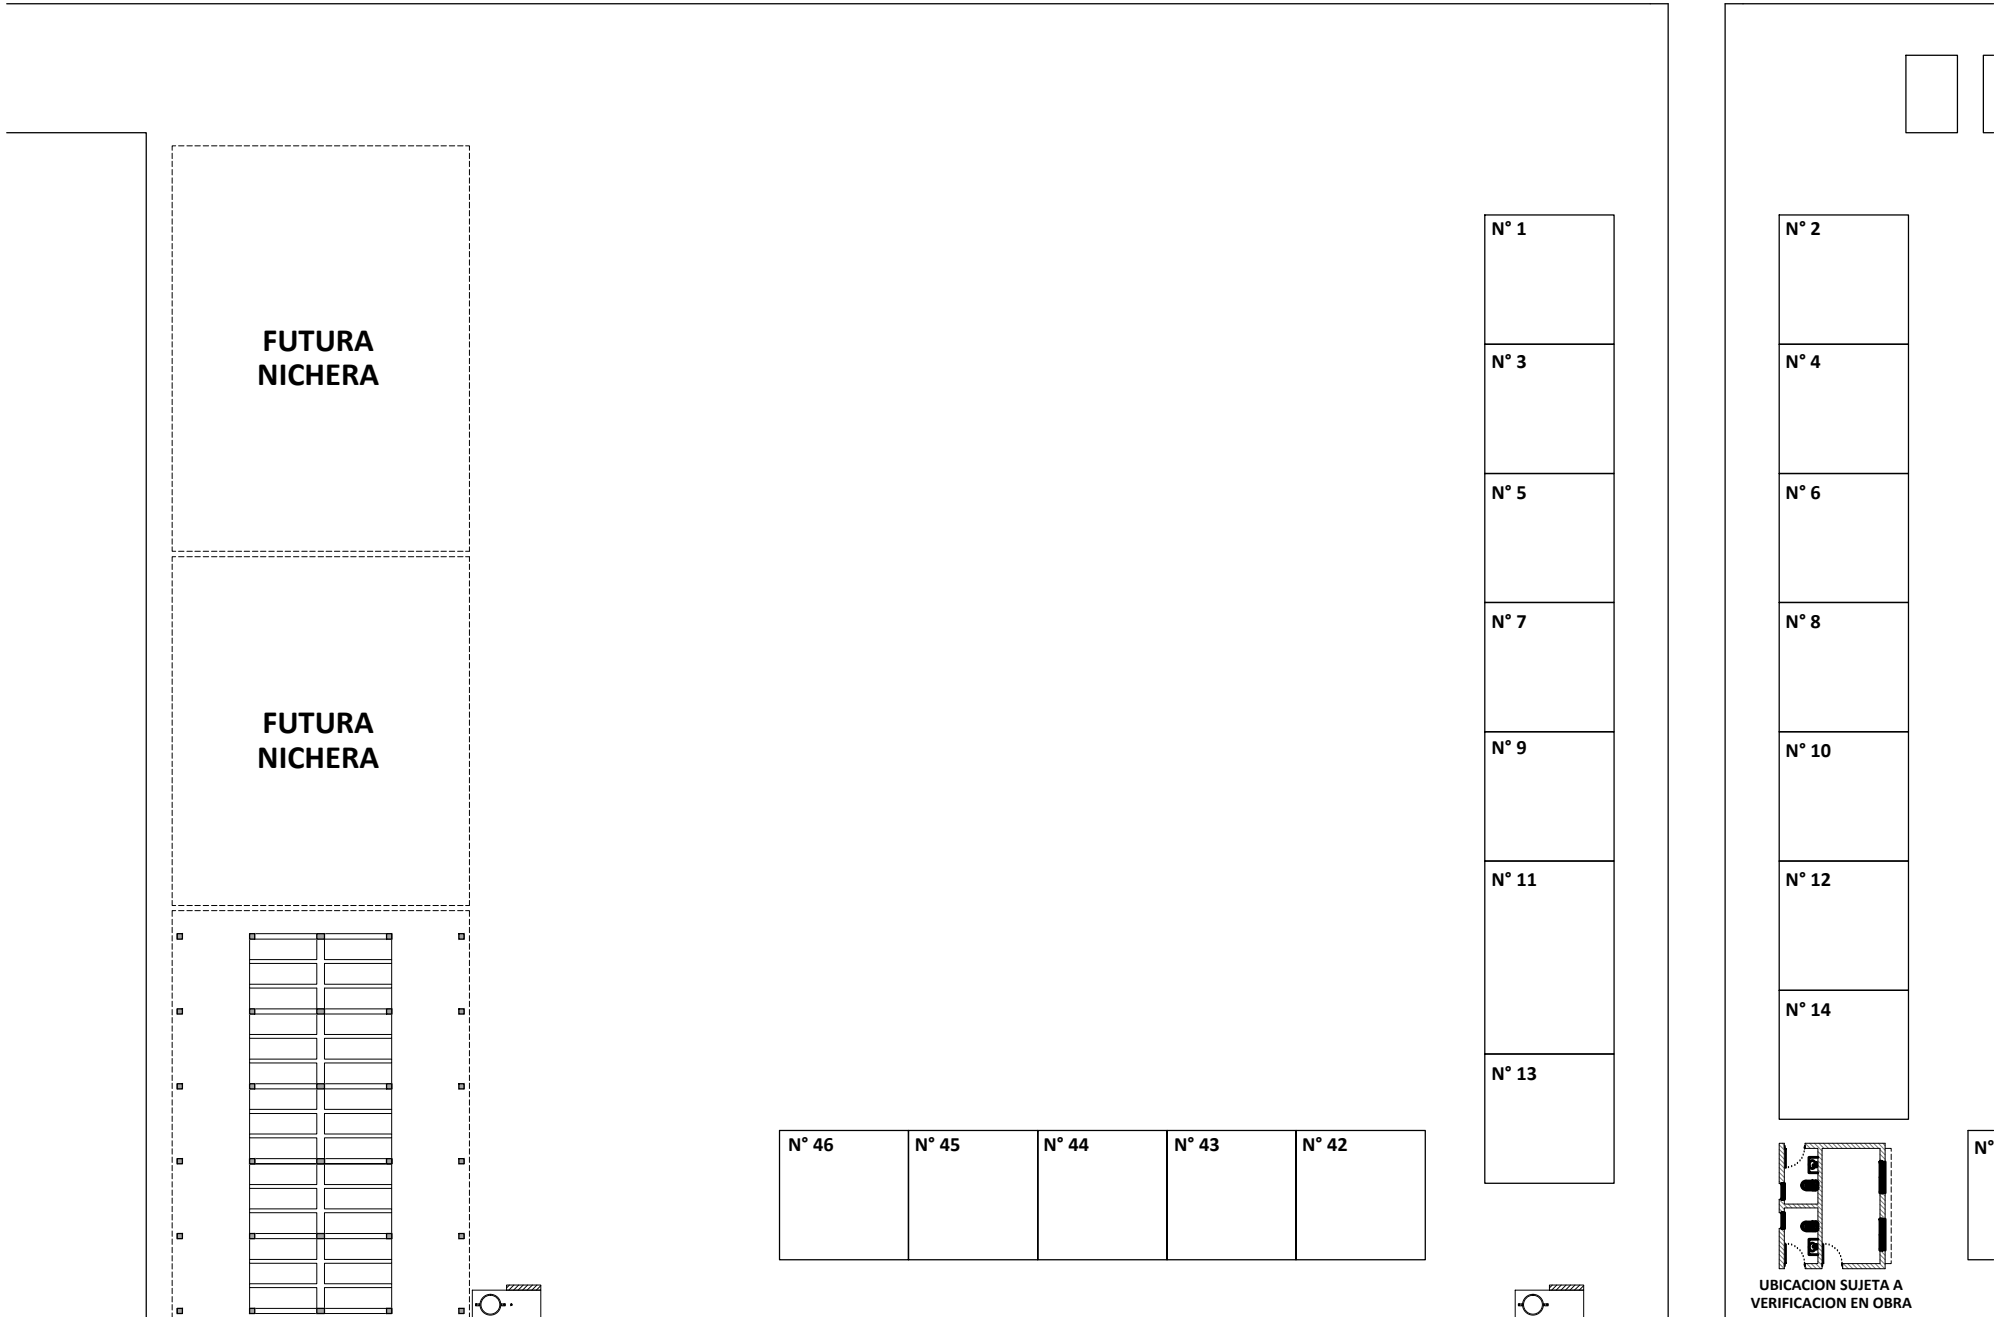 N° 1
N° 2
FUTURA
NICHERA
N° 3
N° 4
N° 5
N° 6
N° 7
N° 8
FUTURA
NICHERA
N° 9
N° 10
N° 11
N° 12
N° 14
N° 13
N° 46
N° 45
N° 44
N° 43
N° 42
N°
UBICACION SUJETA A
VERIFICACION EN OBRA